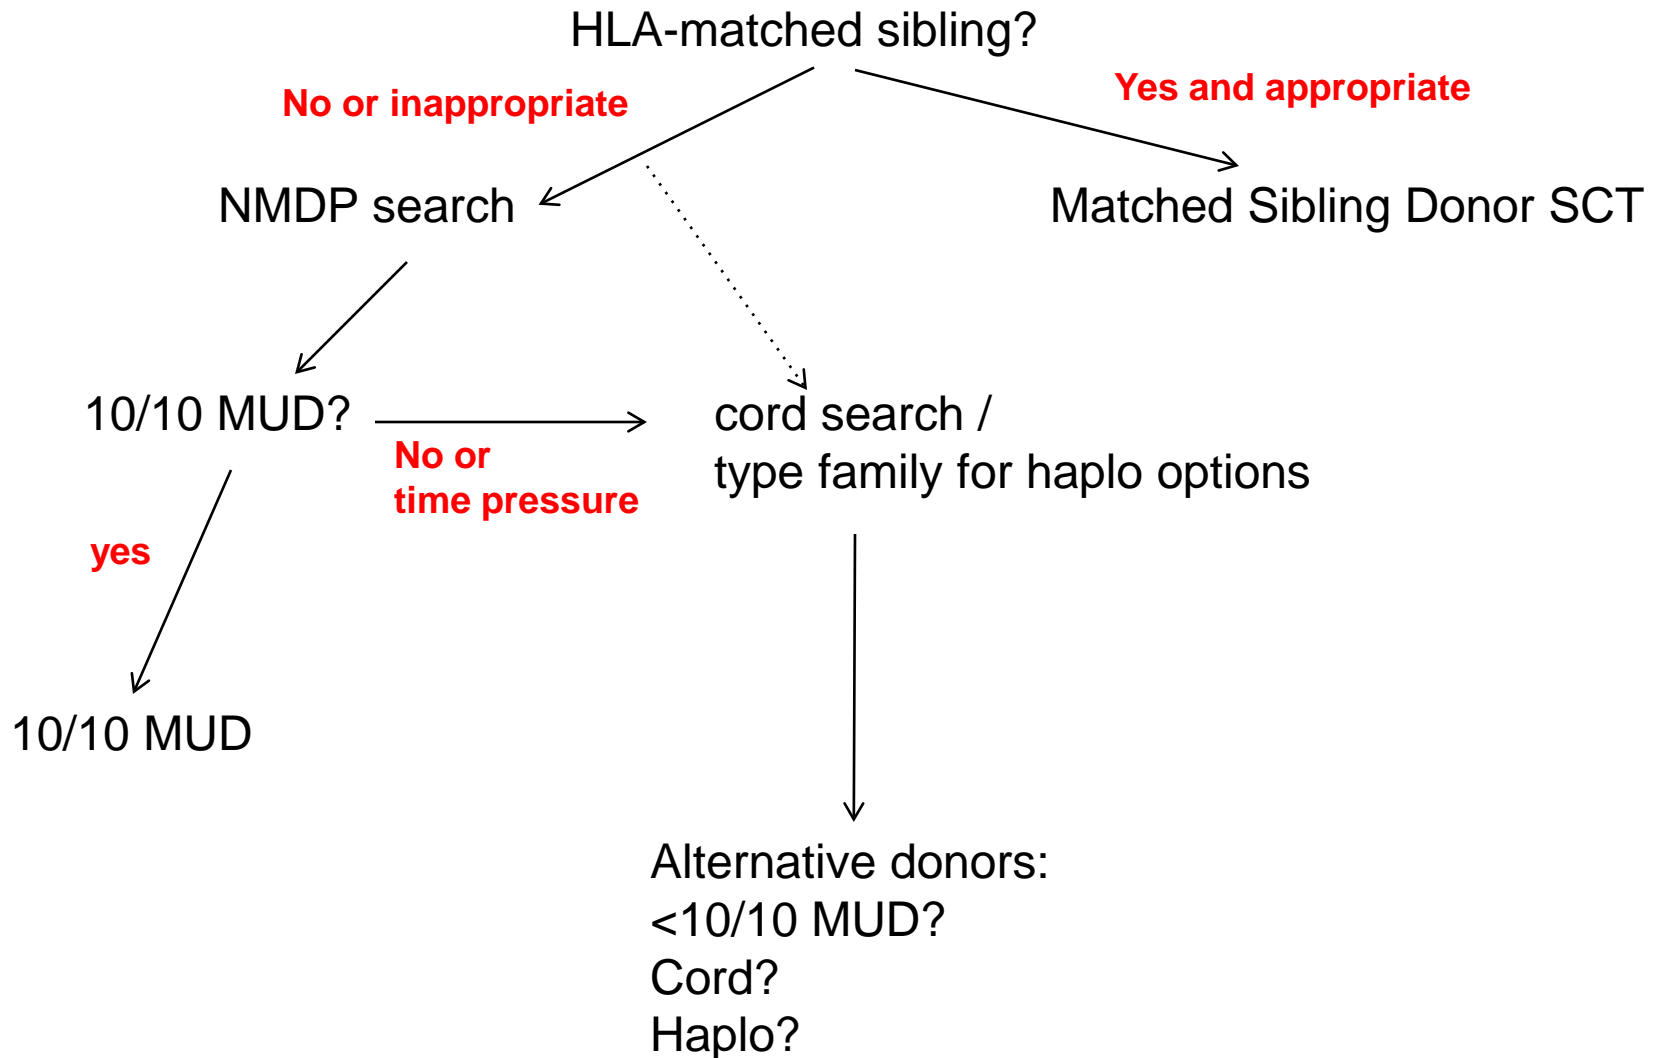 HLA-matched sibling?
No or inappropriate
Yes and appropriate
NMDP search
Matched Sibling Donor SCT
10/10 MUD?
No or
time pressure
cord search /
type family for haplo options
yes
10/10 MUD
Alternative donors:
<10/10 MUD?
Cord?
Haplo?